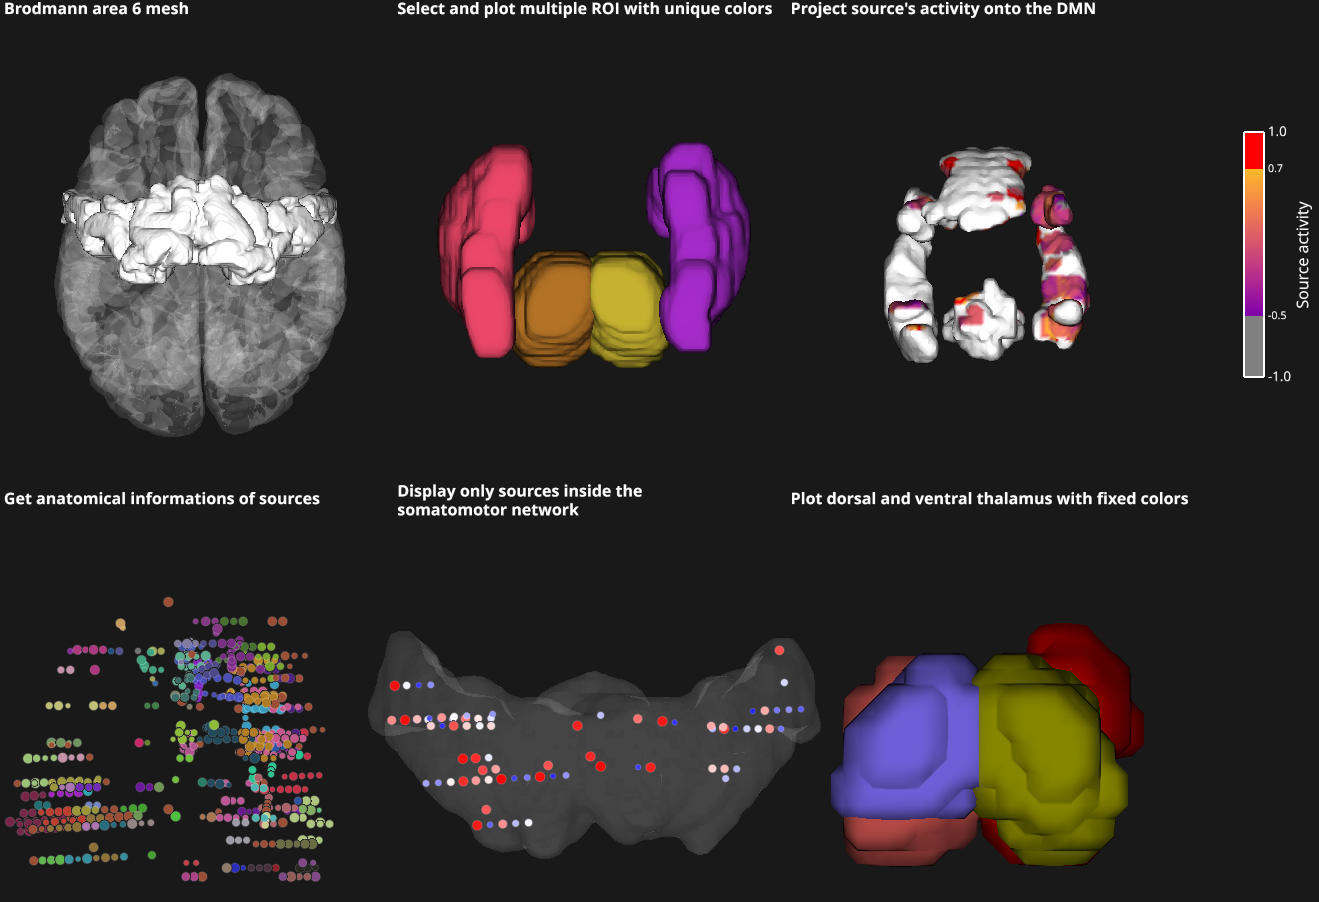 Brodmann area 6 mesh
Select and plot multiple ROI with unique colors
Project source's activity onto the DMN
1.0
0.7
Source activity
-0.5
-1.0
Get anatomical informations of sources
Display only sources inside the
somatomotor network
Plot dorsal and ventral thalamus with fixed colors